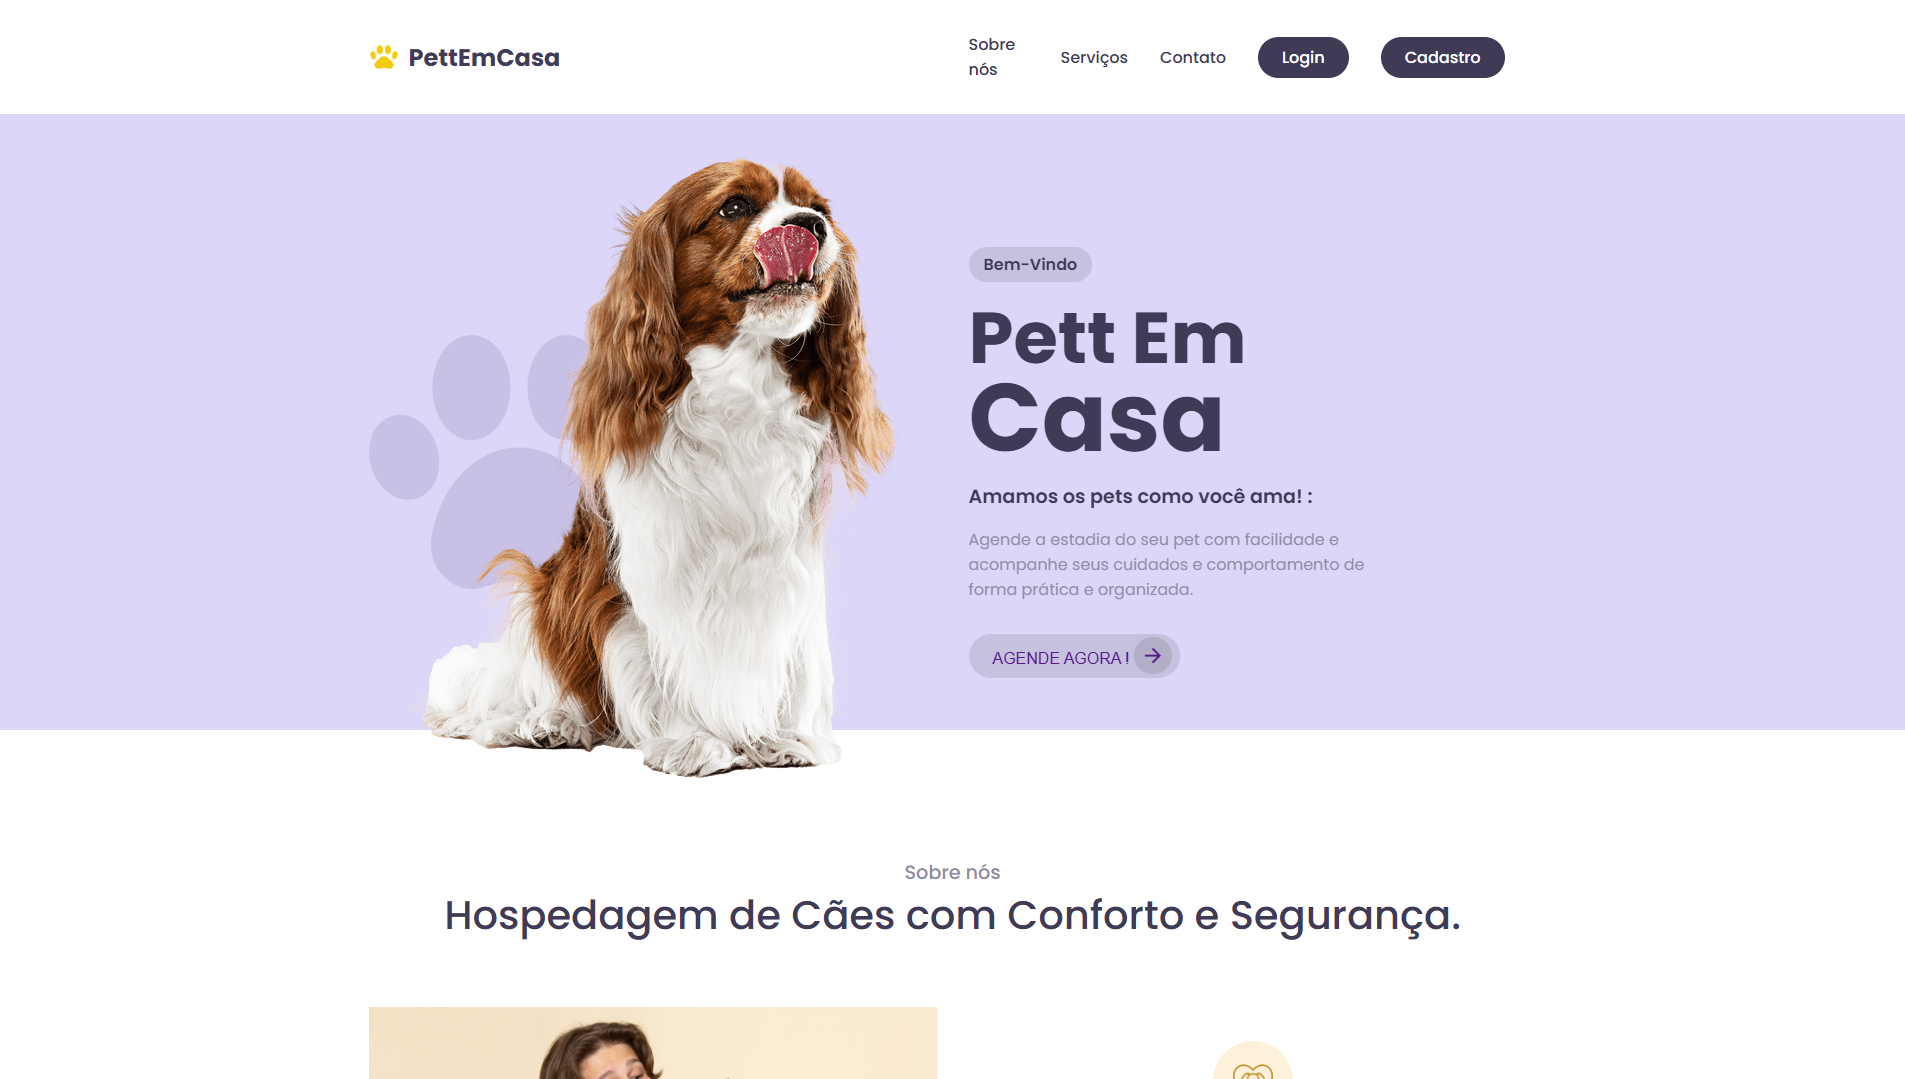 PettEmCasa
Sobre
nós
Serviços
Contato
Login
Cadastro
Bem-Vindo
Pett Em
Casa
Amamos os pets como você ama! :
Agende a estadia do seu pet com facilidade e
acompanhe seus cuidados e comportamento de
forma prática e organizada.
AGENDE AGORA !
Sobre nós
Hospedagem de Cães com Conforto e Segurança.